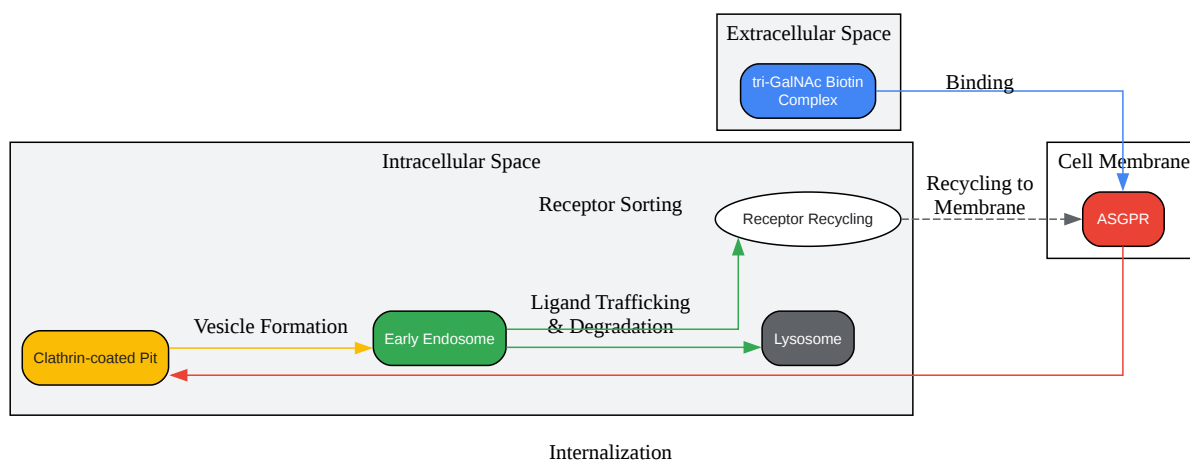 Extracellular Space
tri-GalNAc Biotin
Complex
Binding
Intracellular Space
Cell Membrane
Receptor Sorting
Receptor Recycling
Recycling to
Membrane
ASGPR
Vesicle Formation
Ligand Trafficking
& Degradation
Clathrin-coated Pit
Early Endosome
Lysosome
Internalization